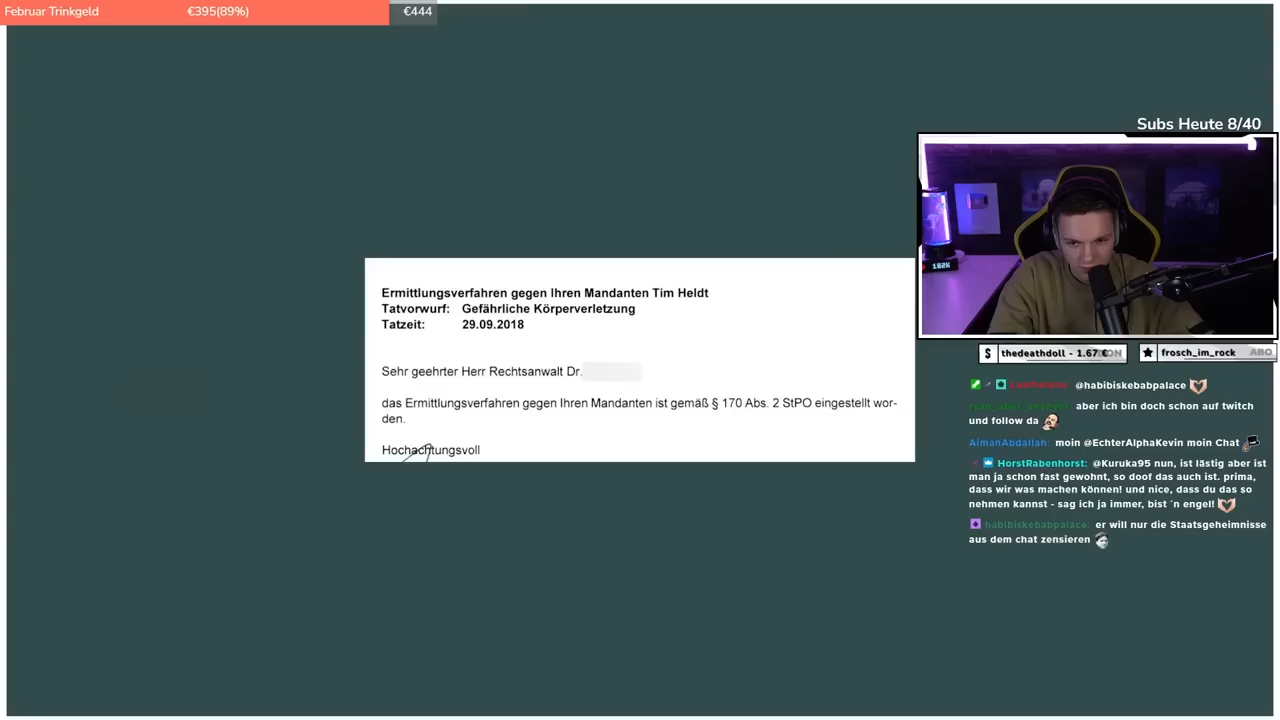 Februar Trinkgeld €395(89%) €444
Subs Heute 8/40
182K
Ermittlungsverfahren gegen Ihren Mandanten Tim Heldt
Tatvorwurf: Gefährliche Körperverletzung
Tatzeit: 29.09.2018
Sehr geehrter Herr Rechtsanwalt Dr.
das Ermittlungsverfahren gegen Ihren Mandanten ist gemäß § 170 Abs. 2 StPO eingestellt wor-
den.
Hochachtungsvoll
$ thedeathdoll - 1.67 €
frosch_im_rock ABO
@habibiskebabpalace
aber ich bin doch schon auf twitch
und follow da
AimanAbdallah: moin @EchterAlphaKevin moin Chat
HorstRabenhorst: @Kuruka95 nun, ist lästig aber ist
man ja schon fast gewohnt, so doof das auch ist. prima,
dass wir was machen können! und nice, dass du das so
nehmen kannst - sag ich ja immer, bist ´n engel!
habibiskebabpalace: er will nur die Staatsgeheimnisse
aus dem chat zensieren